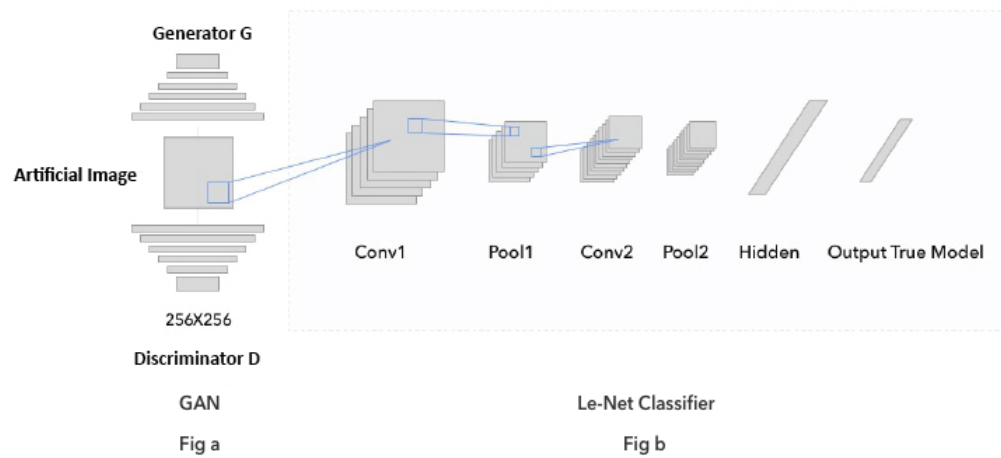 Generator G
Artificial Image
256X256
Discriminator D
GAN
Fig a
Conv1
Pool1
Conv2
Pool2
Hidden
Output True Model
Le-Net Classifier
Fig b